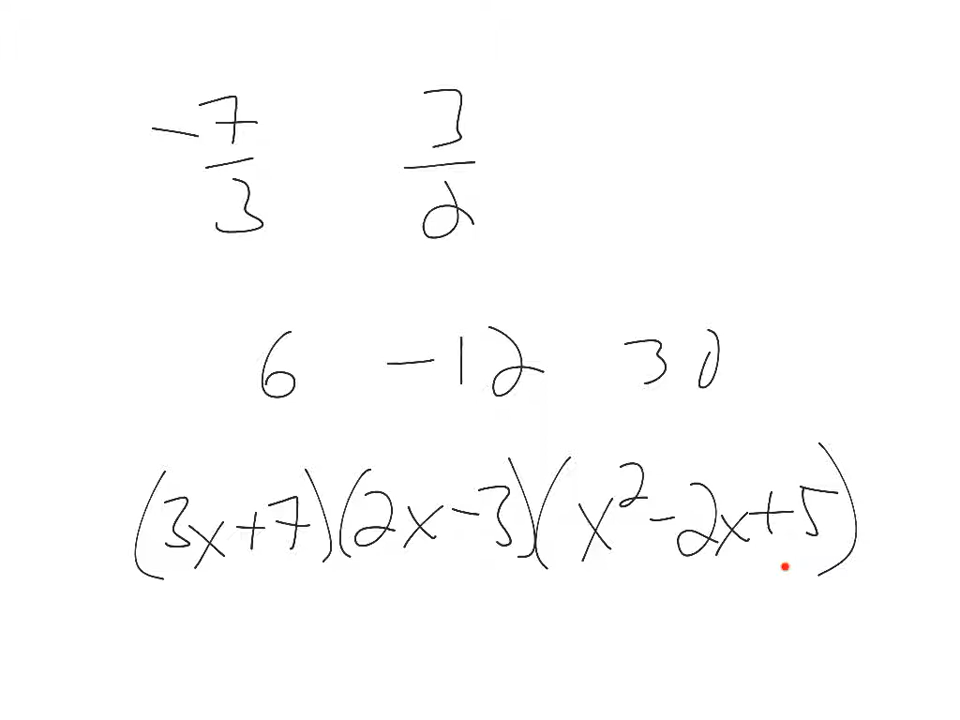 -7/3 3/2
6 -12 30
(3x+7)(2x-3)(x²-2x+5)